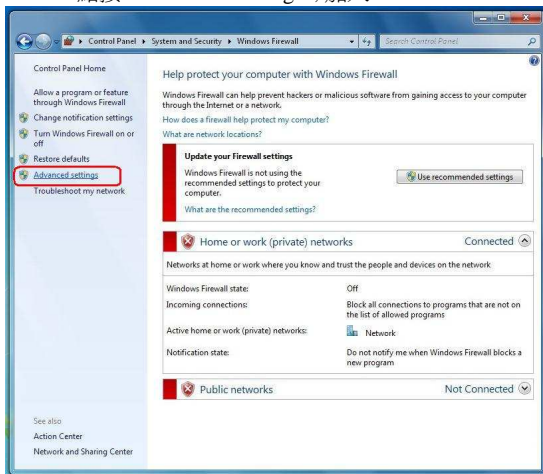 Control Panel ▸ System and Security ▸ Windows Firewall
Search Control Panel
Control Panel Home
Allow a program or feature
through Windows Firewall
Change notification settings
Turn Windows Firewall on or
off
Restore defaults
Advanced settings
Troubleshoot my network
See also
Action Center
Network and Sharing Center
Help protect your computer with Windows Firewall
Windows Firewall can help prevent hackers or malicious software from gaining access to your computer
through the Internet or a network.
How does a firewall help protect my computer?
What are network locations?
Update your Firewall settings
Windows Firewall is not using the
recommended settings to protect your
computer.
Use recommended settings
What are the recommended settings?
Home or work (private) networks
Connected
Networks at home or work where you know and trust the people and devices on the network
Windows Firewall state:
Off
Incoming connections:
Block all connections to programs that are not on
the list of allowed programs
Active home or work (private) networks:
Network
Notification state:
Do not notify me when Windows Firewall blocks a
new program
Public networks
Not Connected